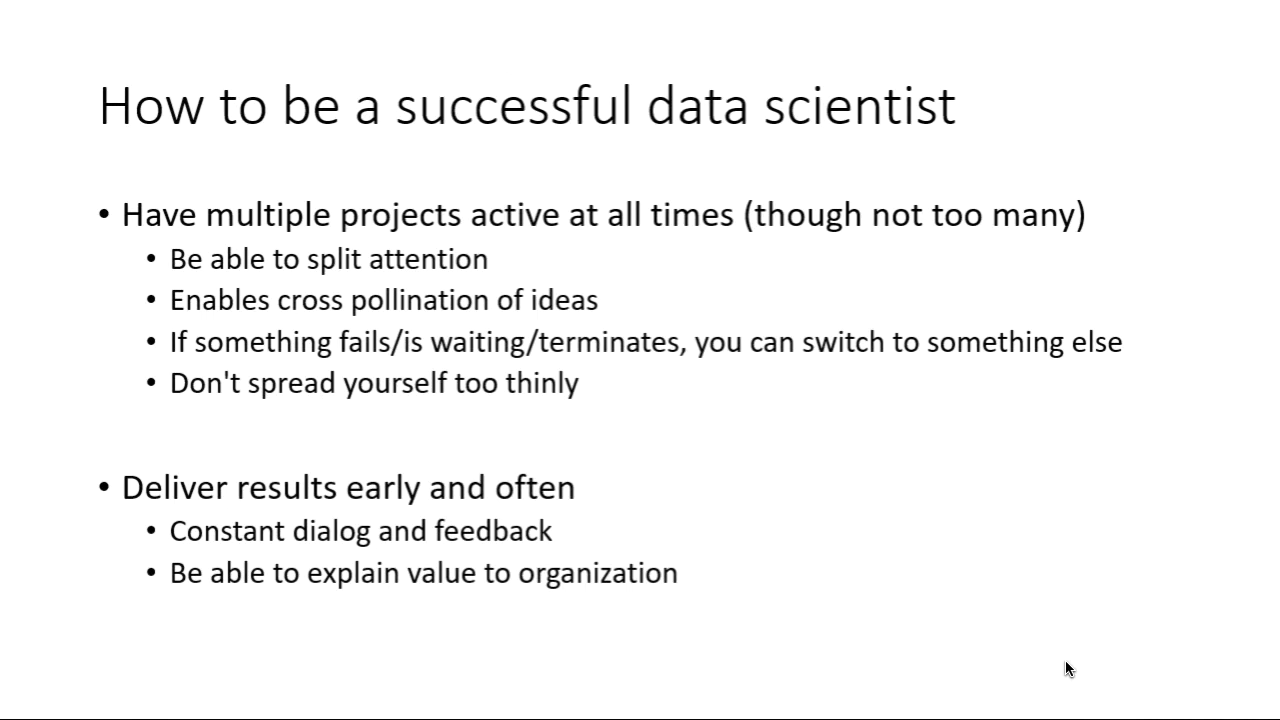 How to be a successful data scientist
• Have multiple projects active at all times (though not too many)
• Be able to split attention
• Enables cross pollination of ideas
• If something fails/is waiting/terminates, you can switch to something else
• Don't spread yourself too thinly
• Deliver results early and often
• Constant dialog and feedback
• Be able to explain value to organization